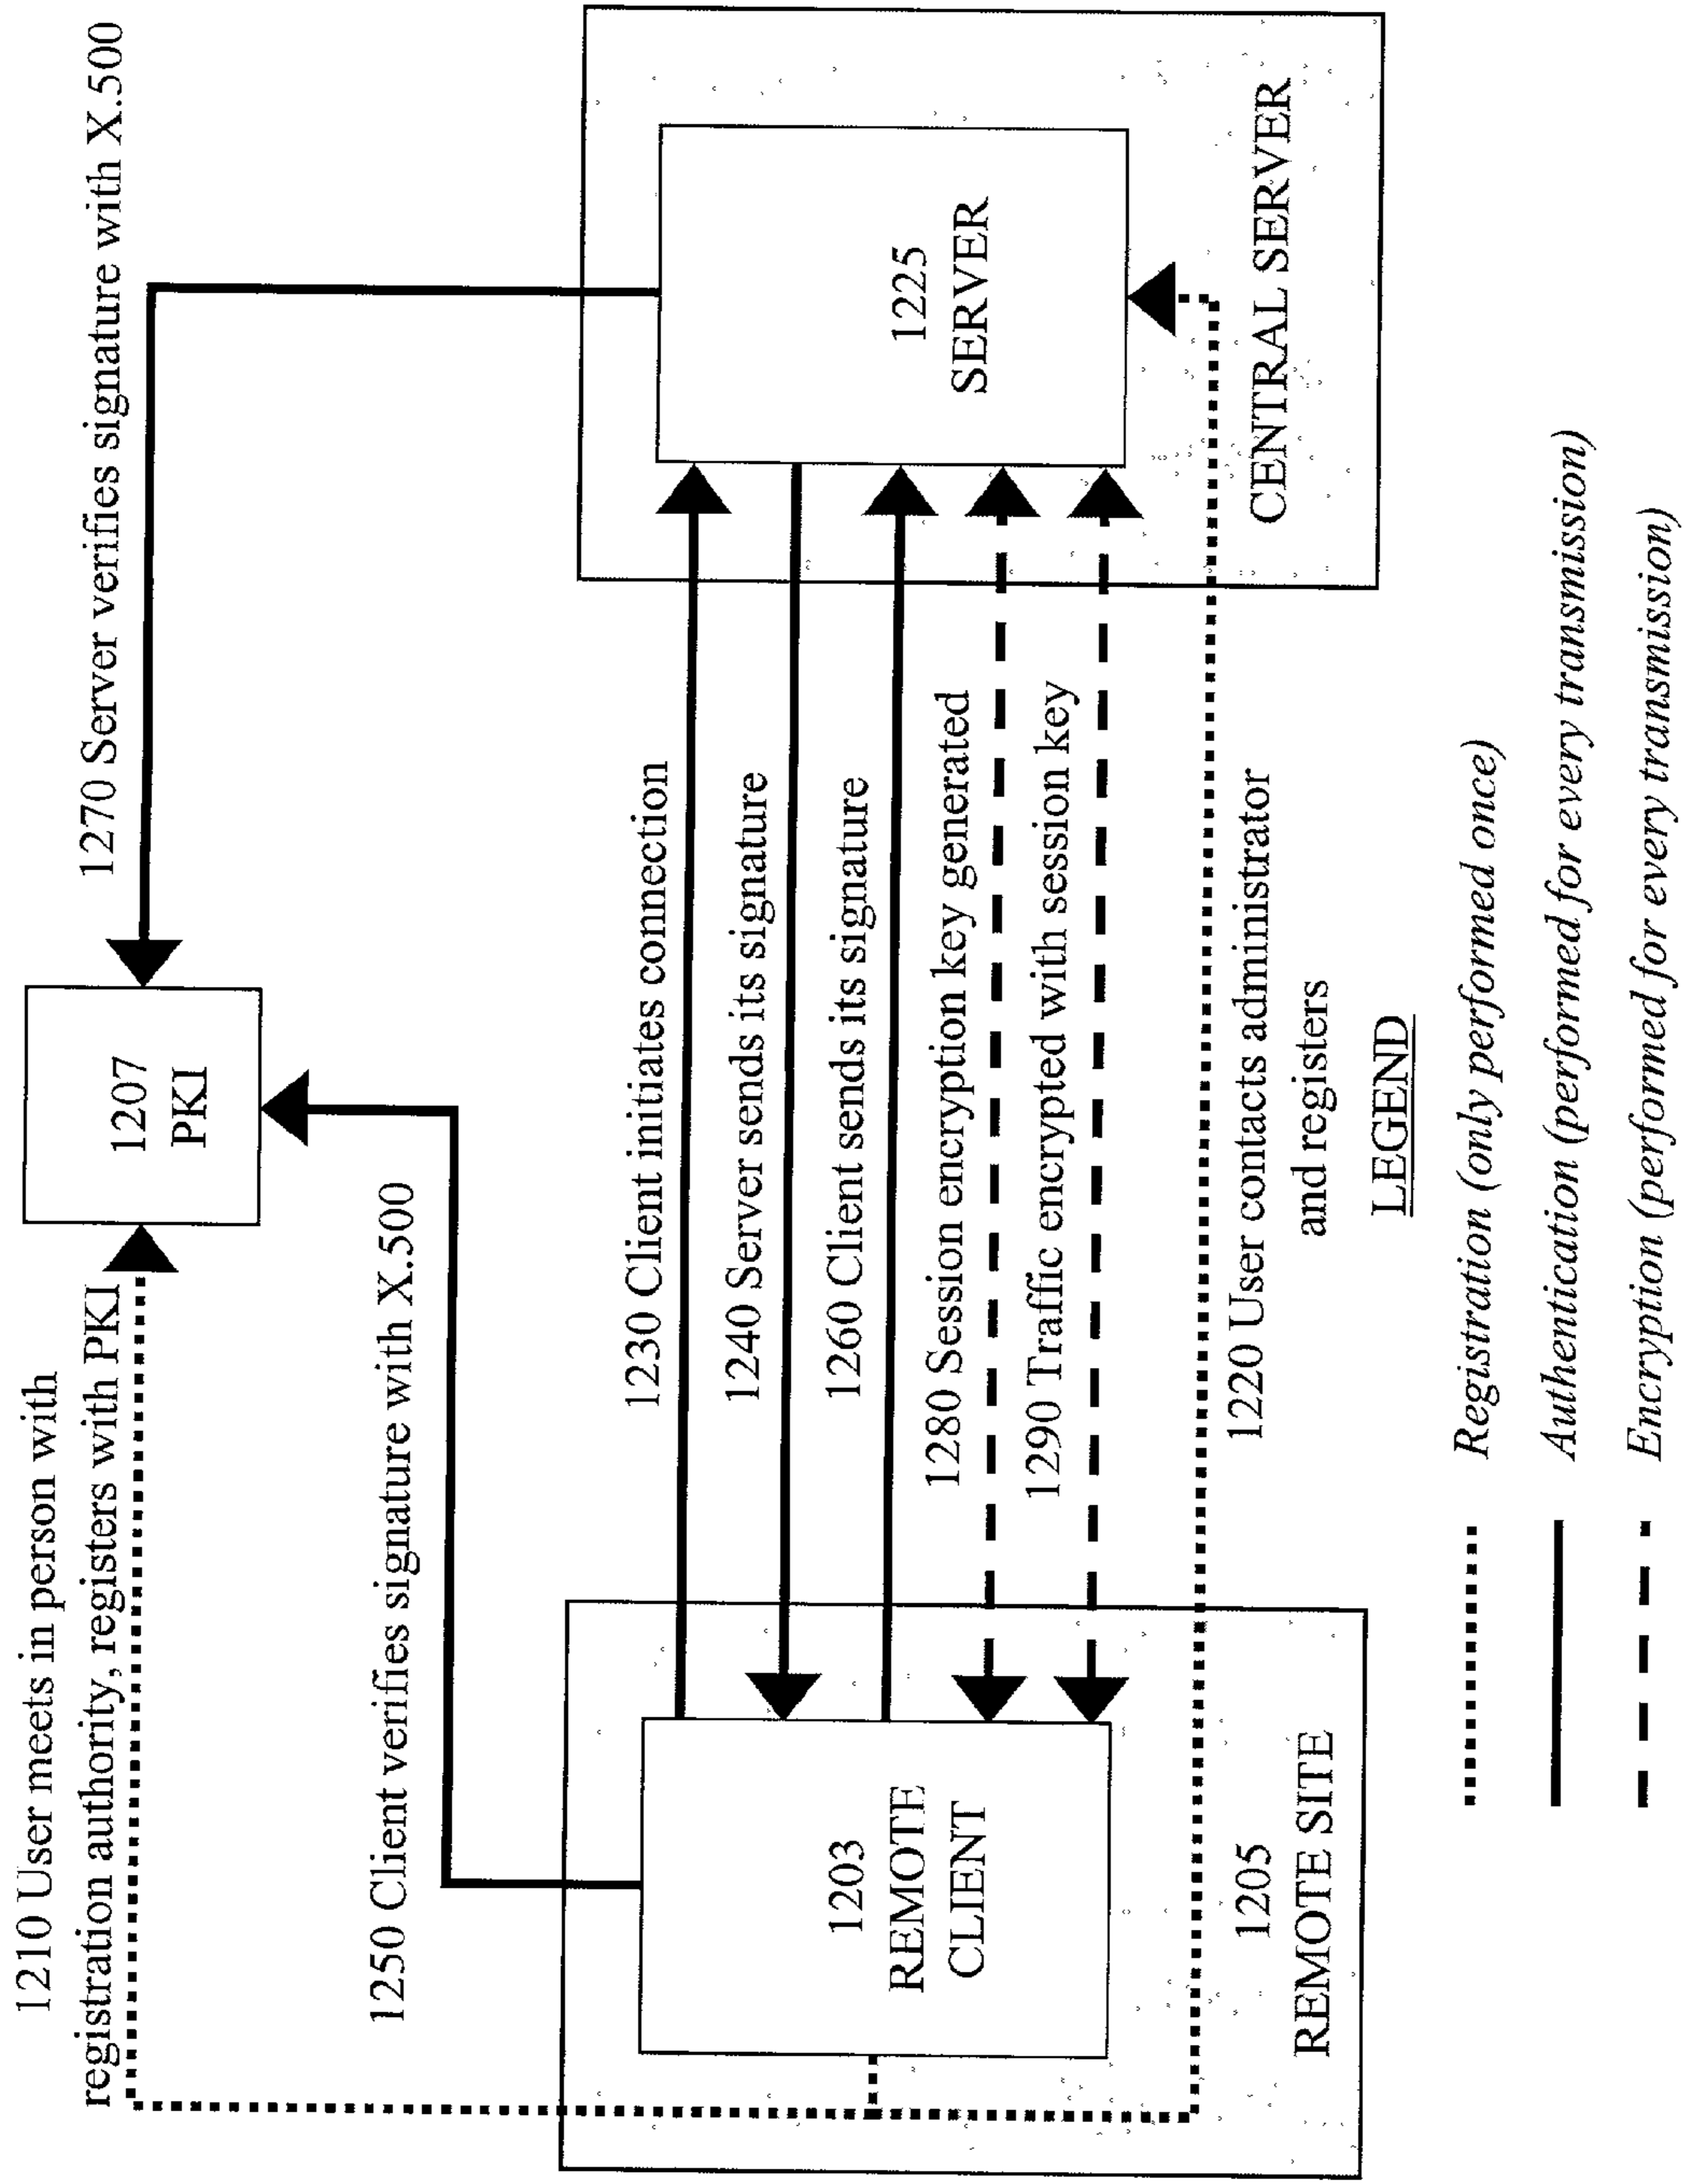 1210 User meets in person with
registration authority, registers with PKI
1270 Server verifies signature with X.500
1207
PKI
1250 Client verifies signature with X.500
1230 Client initiates connection
1240 Server sends its signature
1260 Client sends its signature
1280 Session encryption key generated
1290 Traffic encrypted with session key
1220 User contacts administrator
and registers
1203
REMOTE
CLIENT
1205
REMOTE SITE
1225
SERVER
CENTRAL SERVER
LEGEND
Registration (only performed once)
Authentication (performed for every transmission)
Encryption (performed for every transmission)